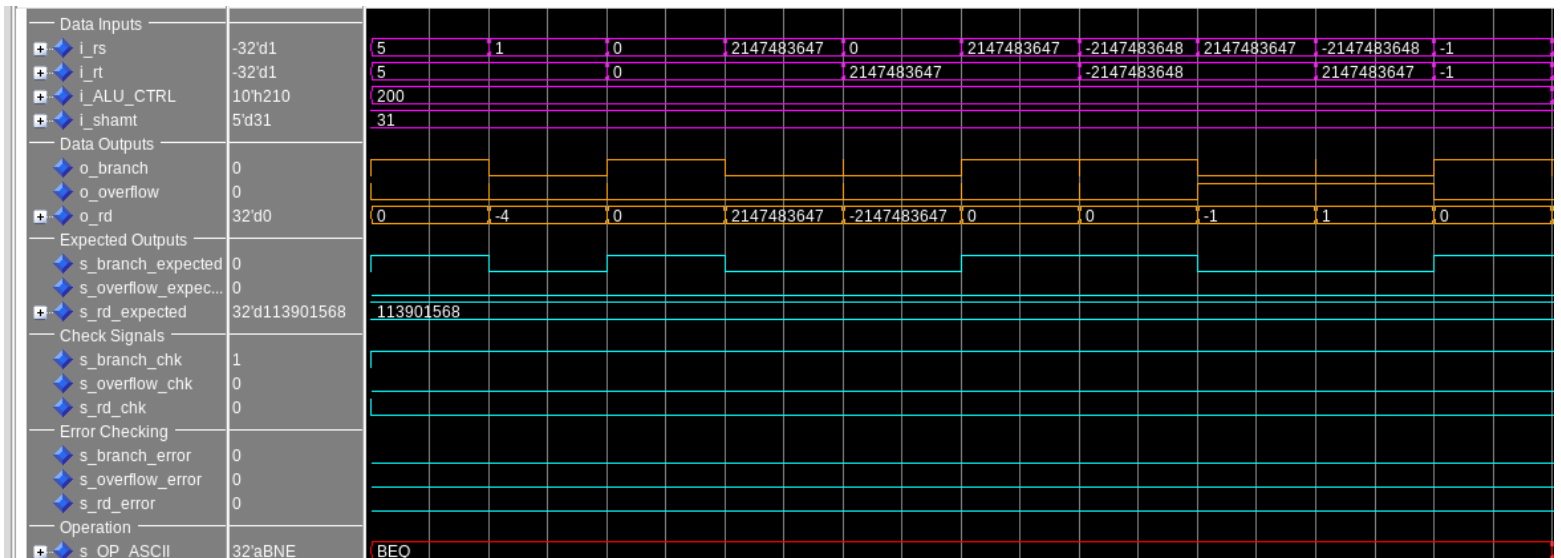 Data Inputs
i_rs -32'd1 5 1 0 2147483647 0 2147483647 -2147483648 2147483647 -2147483648 -1
i_rt -32'd1 5 0 2147483647 -2147483648 2147483647 -1
i_ALU_CTRL 10'h210 200
i_shamt 5'd31 31
Data Outputs
o_branch 0
o_overflow 0
o_rd 32'd0 0 -4 0 2147483647 -2147483647 0 0 -1 1 0
Expected Outputs
s_branch_expected 0
s_overflow_expec... 0
s_rd_expected 32'd113901568 113901568
Check Signals
s_branch_chk 1
s_overflow_chk 0
s_rd_chk 0
Error Checking
s_branch_error 0
s_overflow_error 0
s_rd_error 0
Operation
s_OP_ASCII 32'aBNE BEQ